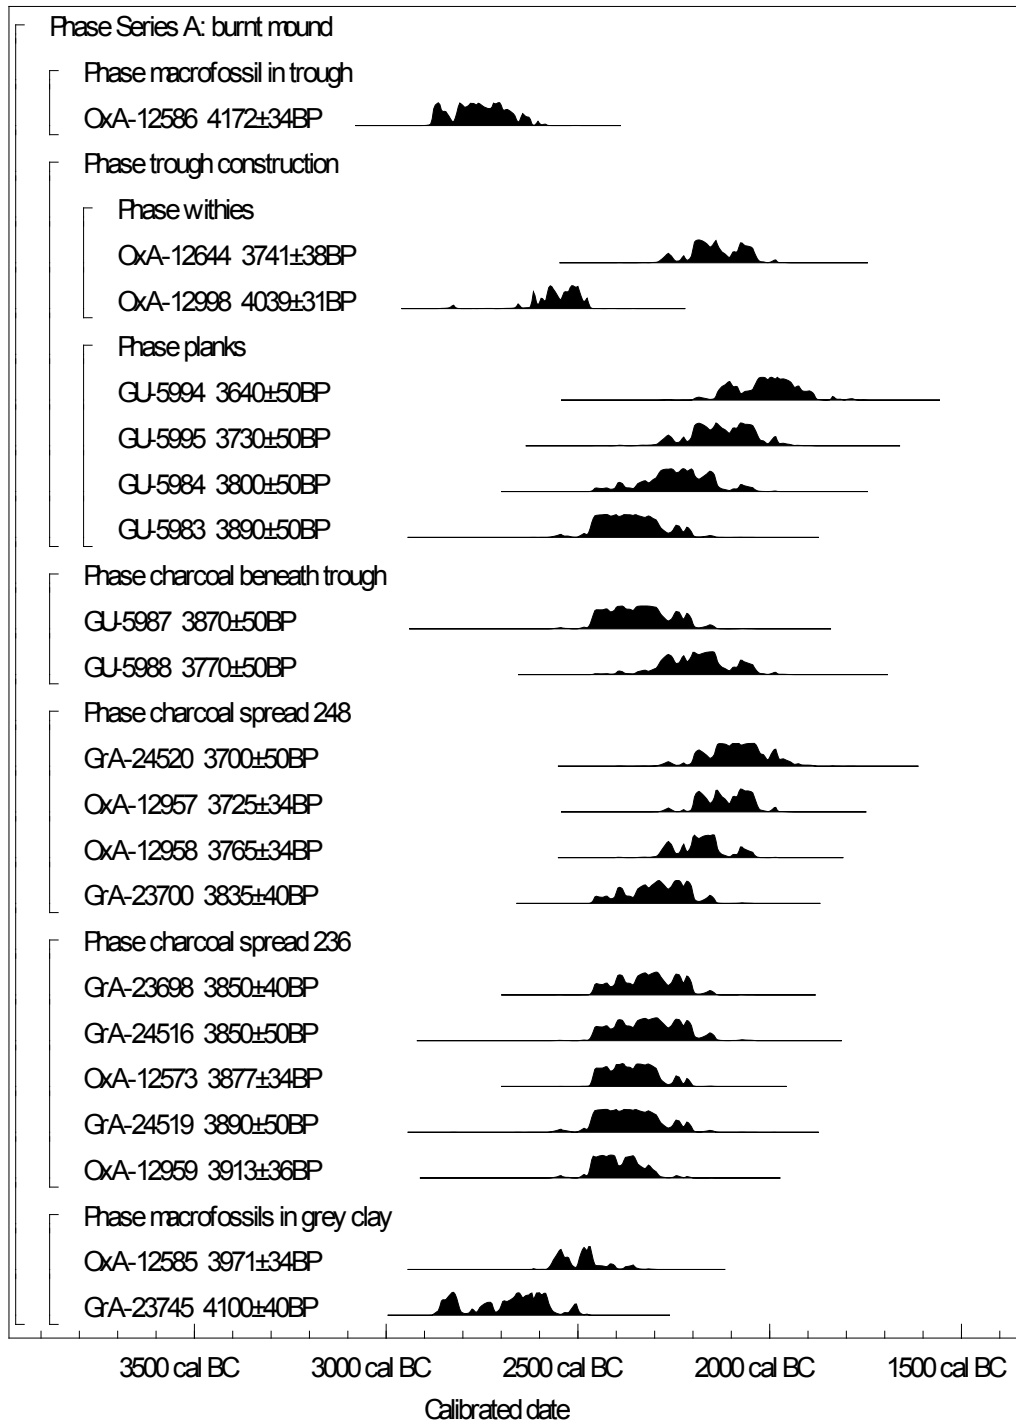 Phase Series A: burnt mound
Phase macrofossil in trough
OxA-12586 4172±34BP
Phase trough construction
Phase withies
OxA-12644 3741±38BP
OxA-12998 4039±31BP
Phase planks
GU-5994 3640±50BP
GU-5995 3730±50BP
GU-5984 3800±50BP
GU-5983 3890±50BP
Phase charcoal beneath trough
GU-5987 3870±50BP
GU-5988 3770±50BP
Phase charcoal spread 248
GrA-24520 3700±50BP
OxA-12957 3725±34BP
OxA-12958 3765±34BP
GrA-23700 3835±40BP
Phase charcoal spread 236
GrA-23698 3850±40BP
GrA-24516 3850±50BP
OxA-12573 3877±34BP
GrA-24519 3890±50BP
OxA-12959 3913±36BP
Phase macrofossils in grey clay
OxA-12585 3971±34BP
GrA-23745 4100±40BP
3500 cal BC 3000 cal BC 2500 cal BC 2000 cal BC 1500 cal BC
Calibrated date